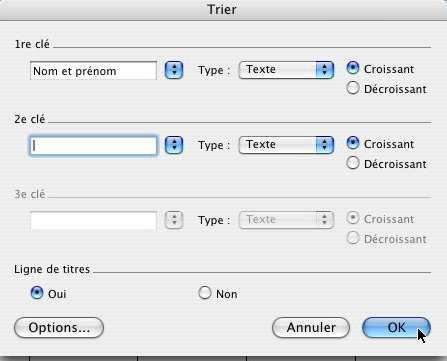 Trier
1re clé
Nom et prénom Type : Texte Croissant
Décroissant
2e clé
Type : Texte Croissant
Décroissant
3e clé
Type : Texte Croissant
Décroissant
Ligne de titres
Oui Non
Options... Annuler OK